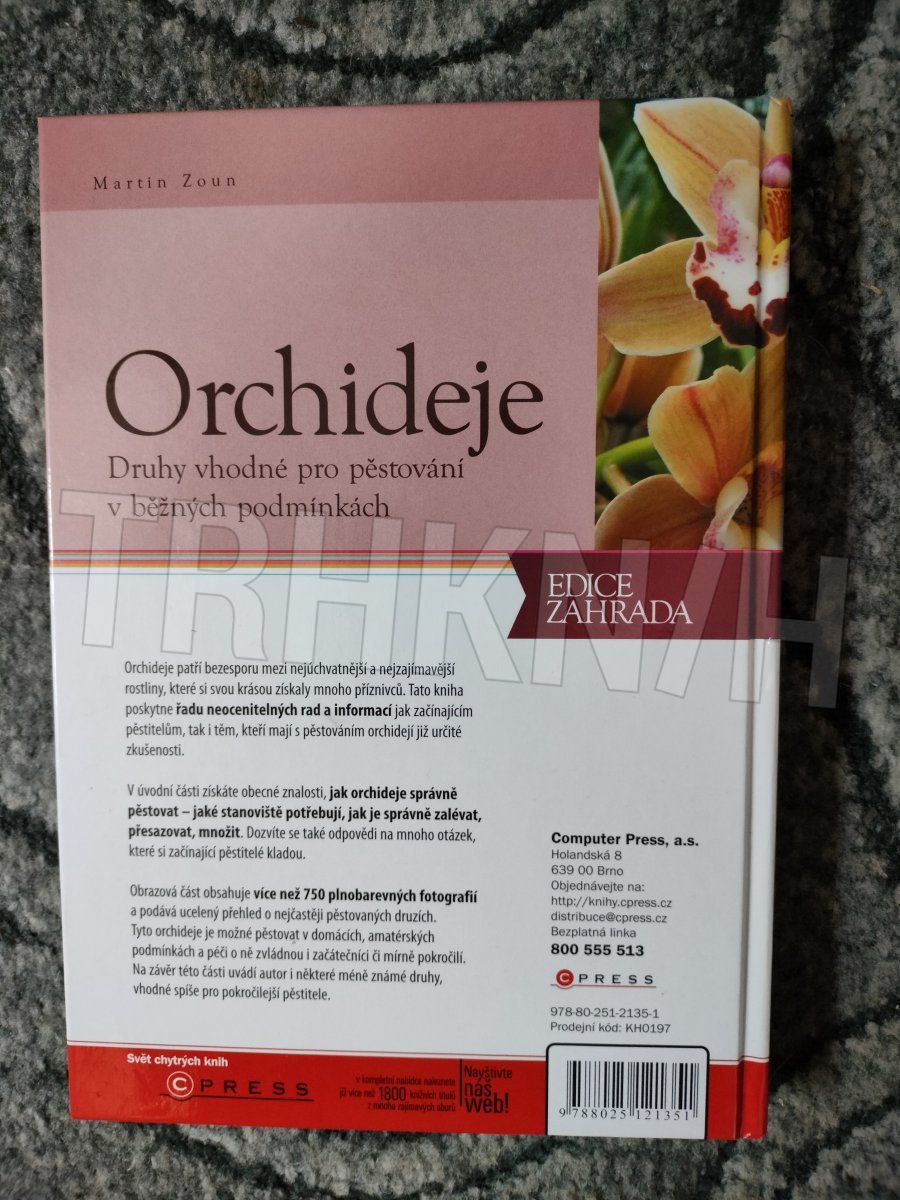 Martin Zoun
Orchideje
Druhy vhodné pro pěstování
v běžných podmínkách
TRHKNIH
EDICE
ZAHRADA
Orchideje patří bezesporu mezi nejúchvatnější a nejzajímavější
rostliny, které si svou krásou získaly mnoho příznivců. Tato kniha
poskytne řadu neocenitelných rad a informací jak začínajícím
pěstitelům, tak i těm, kteří mají s pěstováním orchidejí již určité
zkušenosti.
V úvodní části získáte obecné znalosti, jak orchideje správně
pěstovat – jaké stanoviště potřebují, jak je správně zalévat,
přesazovat, množit. Dozvíte se také odpovědi na mnoho otázek,
které si začínající pěstitelé kladou.
Obrazová část obsahuje více než 750 plnobarevných fotografií
a podává ucelený přehled o nejčastěji pěstovaných druzích.
Tyto orchideje je možné pěstovat v domácích, amatérských
podmínkách a péči o ně zvládnou i začátečníci či mírně pokročilí.
Na závěr této části uvádí autor i některé méně známé druhy,
vhodné spíše pro pokročilejší pěstitele.
Computer Press, a.s.
Holandská 8
639 00 Brno
Objednávejte na:
http://knihy.cpress.cz
distribuce@cpress.cz
Bezplatná linka
800 555 513
CPRESS
978-80-251-2135-1
Prodejní kód: KH0197
Svět chytrých knih
CPRESS
v kompletní nabídce naleznete
již více než 1800 knižních titulů
z mnoha zajímavých oborů
Navštivte
náš
web!
9 788025 121351